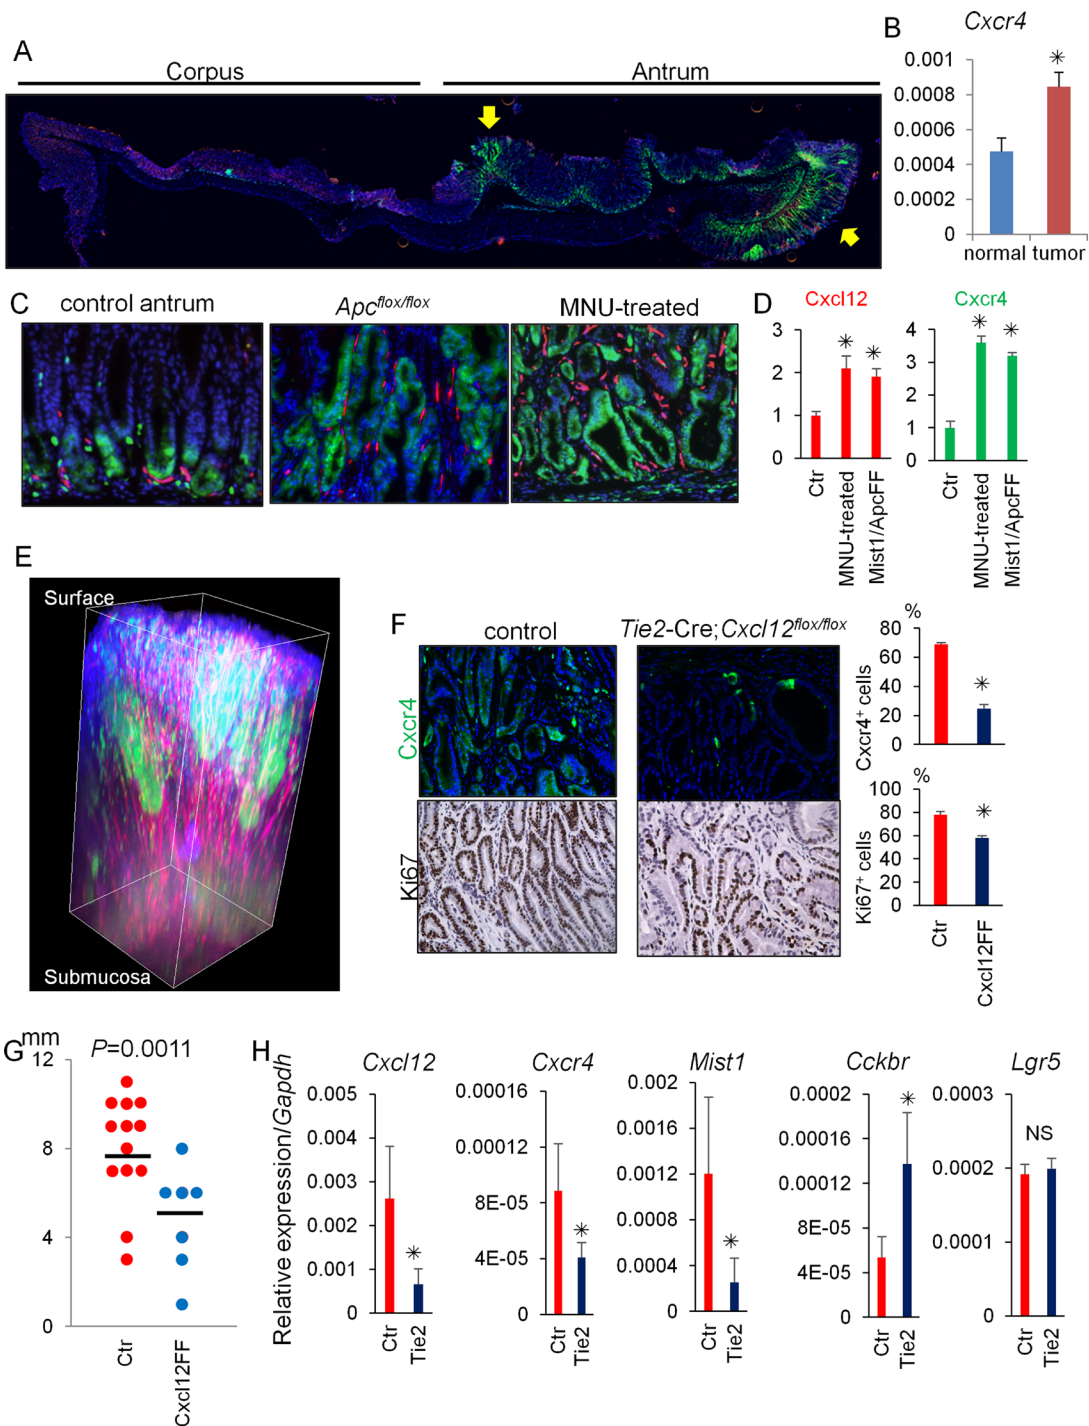 A
Corpus
Antrum
B
Cxcr4
*
0.001
0.0008
0.0006
0.0004
0.0002
0
normal tumor
C
control antrum
Apcflox/flox
MNU-treated
D
Cxcl12
3
2
1
0
*
*
Ctr
MNU-treated
Mist1/ApcFF
Cxcr4
4
3
2
1
0
*
*
Ctr
MNU-treated
Mist1/ApcFF
E
Surface
Submucosa
F
control
Tie2-Cre;Cxcl12flox/flox
Cxcr4
Ki67
%
80
60
40
20
0
*
Cxcr4+ cells
%
100
80
60
40
20
0
*
Ki67+ cells
Ctr
Cxcl12FF
G
mm
P=0.0011
12
8
4
0
Ctr
Cxcl12FF
H
Relative expression/Gapdh
Cxcl12
0.005
0.004
0.003
0.002
0.001
0
*
Ctr
Tie2
Cxcr4
0.00016
0.00012
8E-05
4E-05
0
*
Ctr
Tie2
Mist1
0.002
0.0016
0.0012
0.0008
0.0004
0
*
Ctr
Tie2
Cckbr
0.0002
0.00016
0.00012
8E-05
4E-05
0
*
Ctr
Tie2
Lgr5
0.0003
0.0002
0.0001
0
NS
Ctr
Tie2